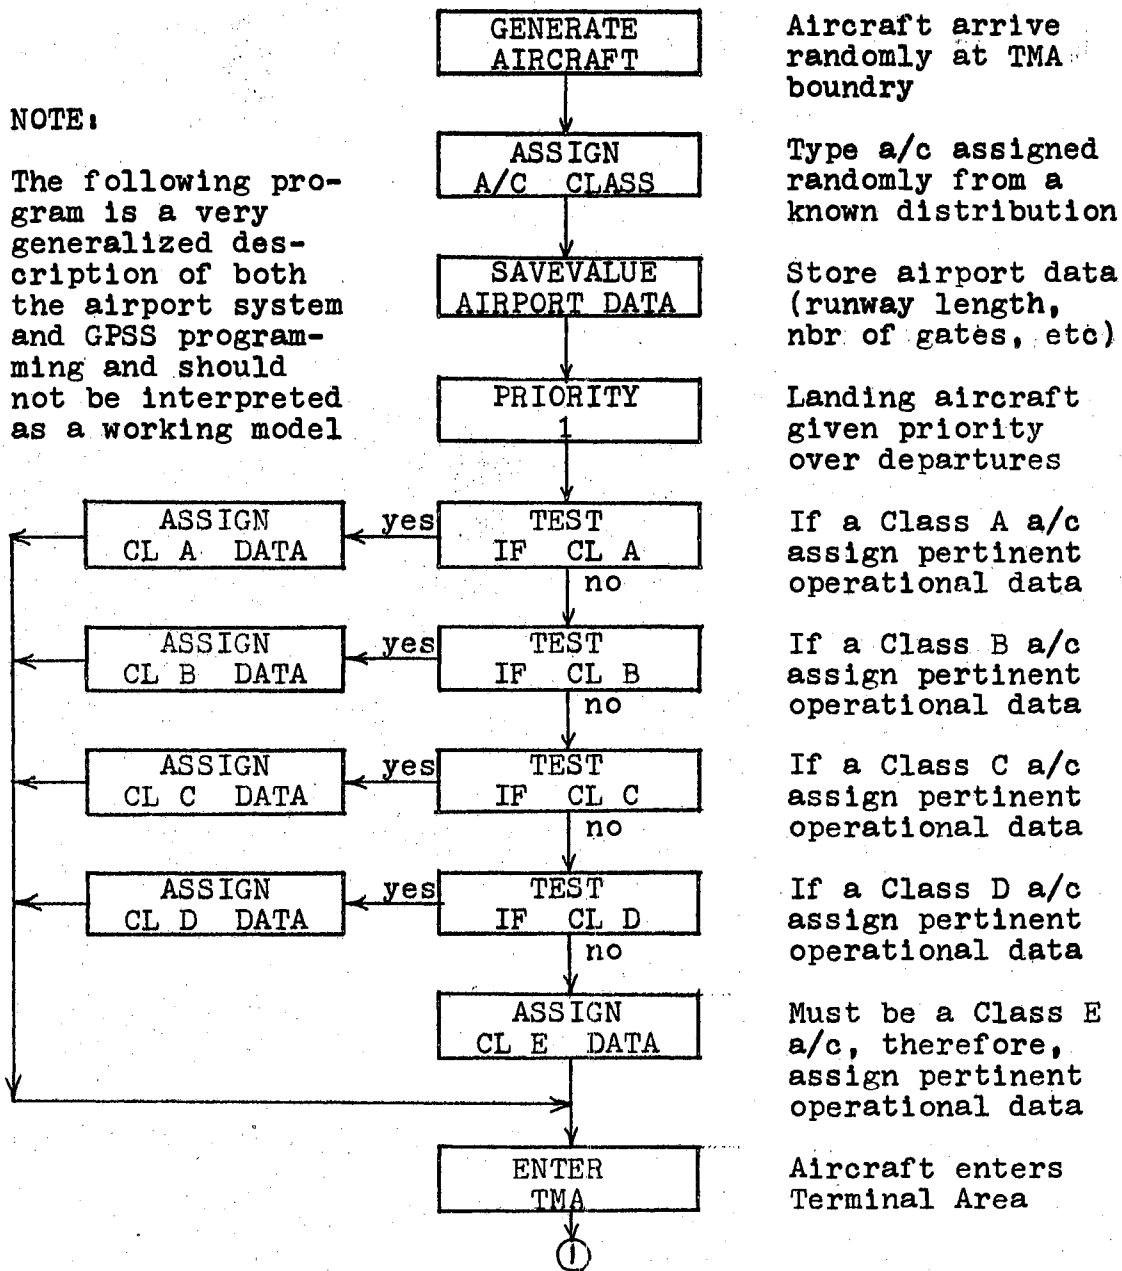 GENERATE
AIRCRAFT
Aircraft arrive
randomly at TMA
boundry
NOTE:
The following pro-
gram is a very
generalized des-
cription of both
the airport system
and GPSS program-
ming and should
not be interpreted
as a working model
ASSIGN
A/C CLASS
Type a/c assigned
randomly from a
known distribution
SAVEVALUE
AIRPORT DATA
Store airport data
(runway length,
nbr of gates, etc)
PRIORITY
1
Landing aircraft
given priority
over departures
ASSIGN
CL A DATA
yes
TEST
IF CL A
no
If a Class A a/c
assign pertinent
operational data
ASSIGN
CL B DATA
yes
TEST
IF CL B
no
If a Class B a/c
assign pertinent
operational data
ASSIGN
CL C DATA
yes
TEST
IF CL C
no
If a Class C a/c
assign pertinent
operational data
ASSIGN
CL D DATA
yes
TEST
IF CL D
no
If a Class D a/c
assign pertinent
operational data
ASSIGN
CL E DATA
Must be a Class E
a/c, therefore,
assign pertinent
operational data
ENTER
TMA
Aircraft enters
Terminal Area
1